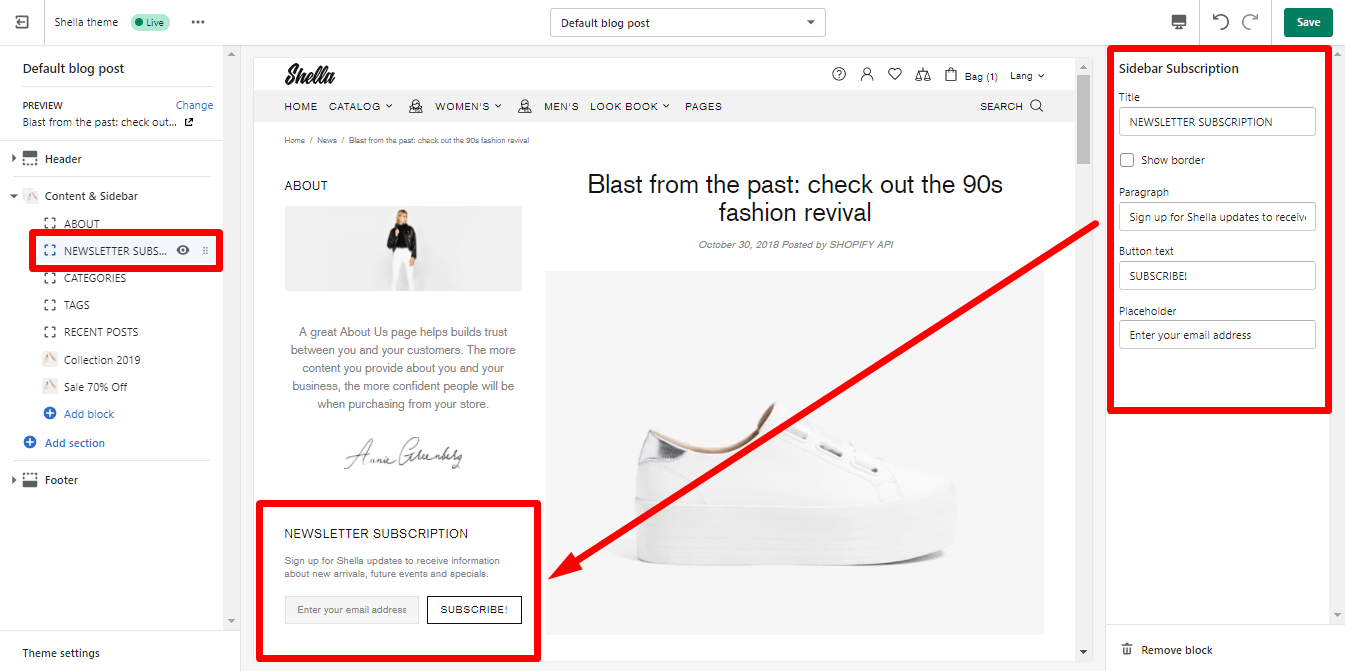 Shella theme
Live
Default blog post
Save
Default blog post
PREVIEW
Change
Blast from the past: check out...
Header
Content & Sidebar
ABOUT
NEWSLETTER SUBS...
CATEGORIES
TAGS
RECENT POSTS
Collection 2019
Sale 70% Off
Add block
Add section
Footer
Theme settings
Shella
Bag (1)
Lang
HOME CATALOG WOMEN'S MEN'S LOOK BOOK PAGES
SEARCH
Home / News / Blast from the past: check out the 90s fashion revival
ABOUT
A great About Us page helps builds trust
between you and your customers. The more
content you provide about you and your
business, the more confident people will be
when purchasing from your store.
Annie Greenberg
NEWSLETTER SUBSCRIPTION
Sign up for Shella updates to receive information
about new arrivals, future events and specials.
Enter your email address
SUBSCRIBE!
Blast from the past: check out the 90s
fashion revival
October 30, 2018 Posted by SHOPIFY API
Sidebar Subscription
Title
NEWSLETTER SUBSCRIPTION
Show border
Paragraph
Sign up for Shella updates to receiv
Button text
SUBSCRIBE!
Placeholder
Enter your email address
Remove block